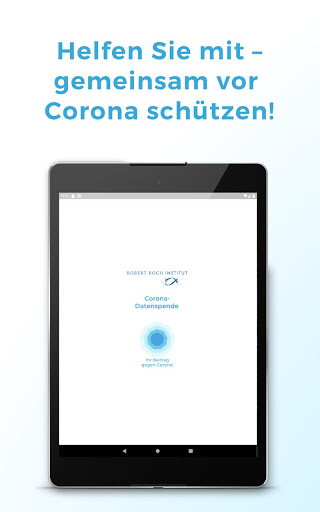 Helfen Sie mit –
gemeinsam vor
Corona schützen!
ROBERT KOCH INSTITUT
Corona-
Datenspende
Ihr Beitrag
gegen Corona!